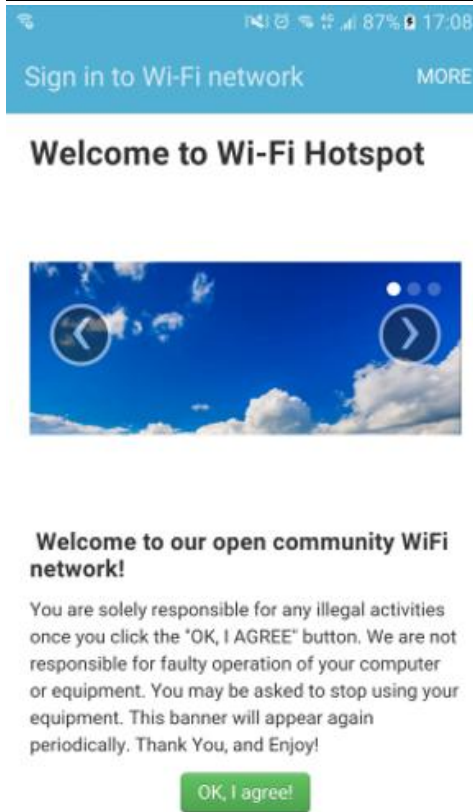 87% 17:08
Sign in to Wi-Fi network MORE
Welcome to Wi-Fi Hotspot
Welcome to our open community WiFi
network!
You are solely responsible for any illegal activities
once you click the "OK, I AGREE" button. We are not
responsible for faulty operation of your computer
or equipment. You may be asked to stop using your
equipment. This banner will appear again
periodically. Thank You, and Enjoy!
OK, I agree!